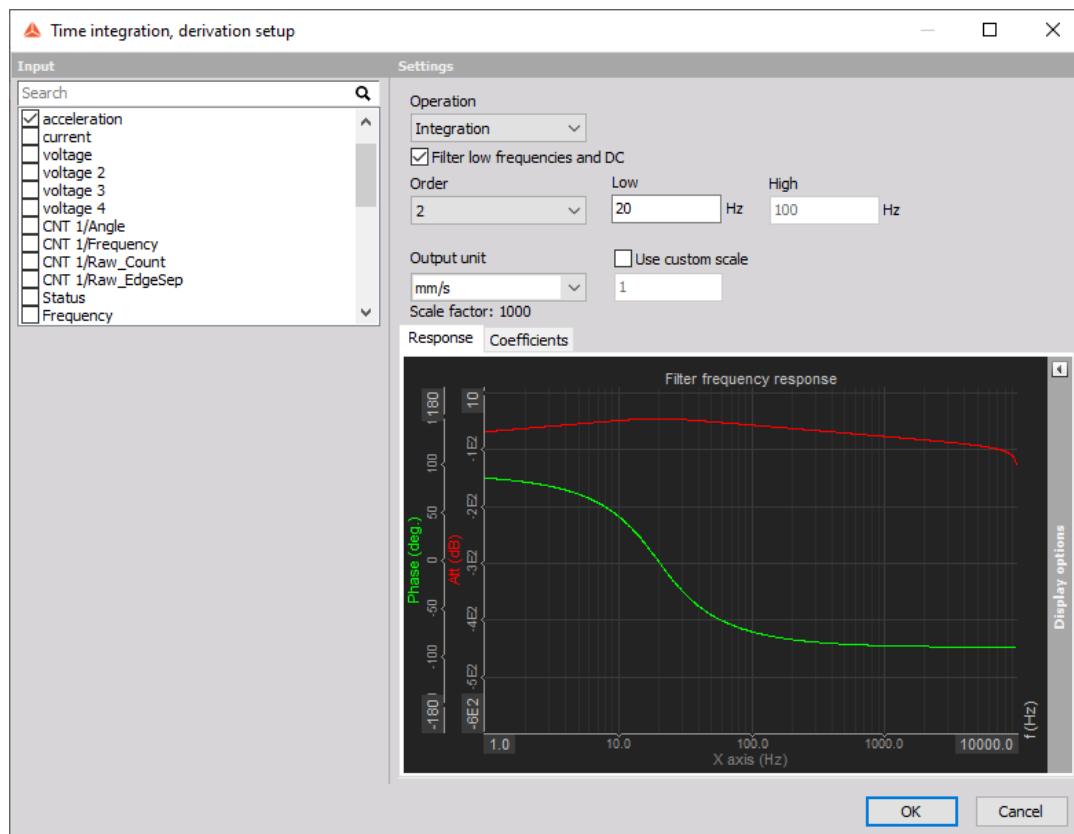 Time integration, derivation setup
Input
Settings
Search
acceleration
current
voltage
voltage 2
voltage 3
voltage 4
CNT 1/Angle
CNT 1/Frequency
CNT 1/Raw_Count
CNT 1/Raw_EdgeSep
Status
Frequency
Operation
Integration
Filter low frequencies and DC
Order Low High
2 20 Hz 100 Hz
Output unit Use custom scale
mm/s 1
Scale factor: 1000
Response Coefficients
Filter frequency response
Phase (deg.)
180
100
50
0
-50
-100
-180
Att (dB)
10
-1E2
-2E2
-3E2
-4E2
-5E2
-6E2
1.0 10.0 100.0 1000.0 10000.0
X axis (Hz)
f (Hz)
Display options
OK Cancel